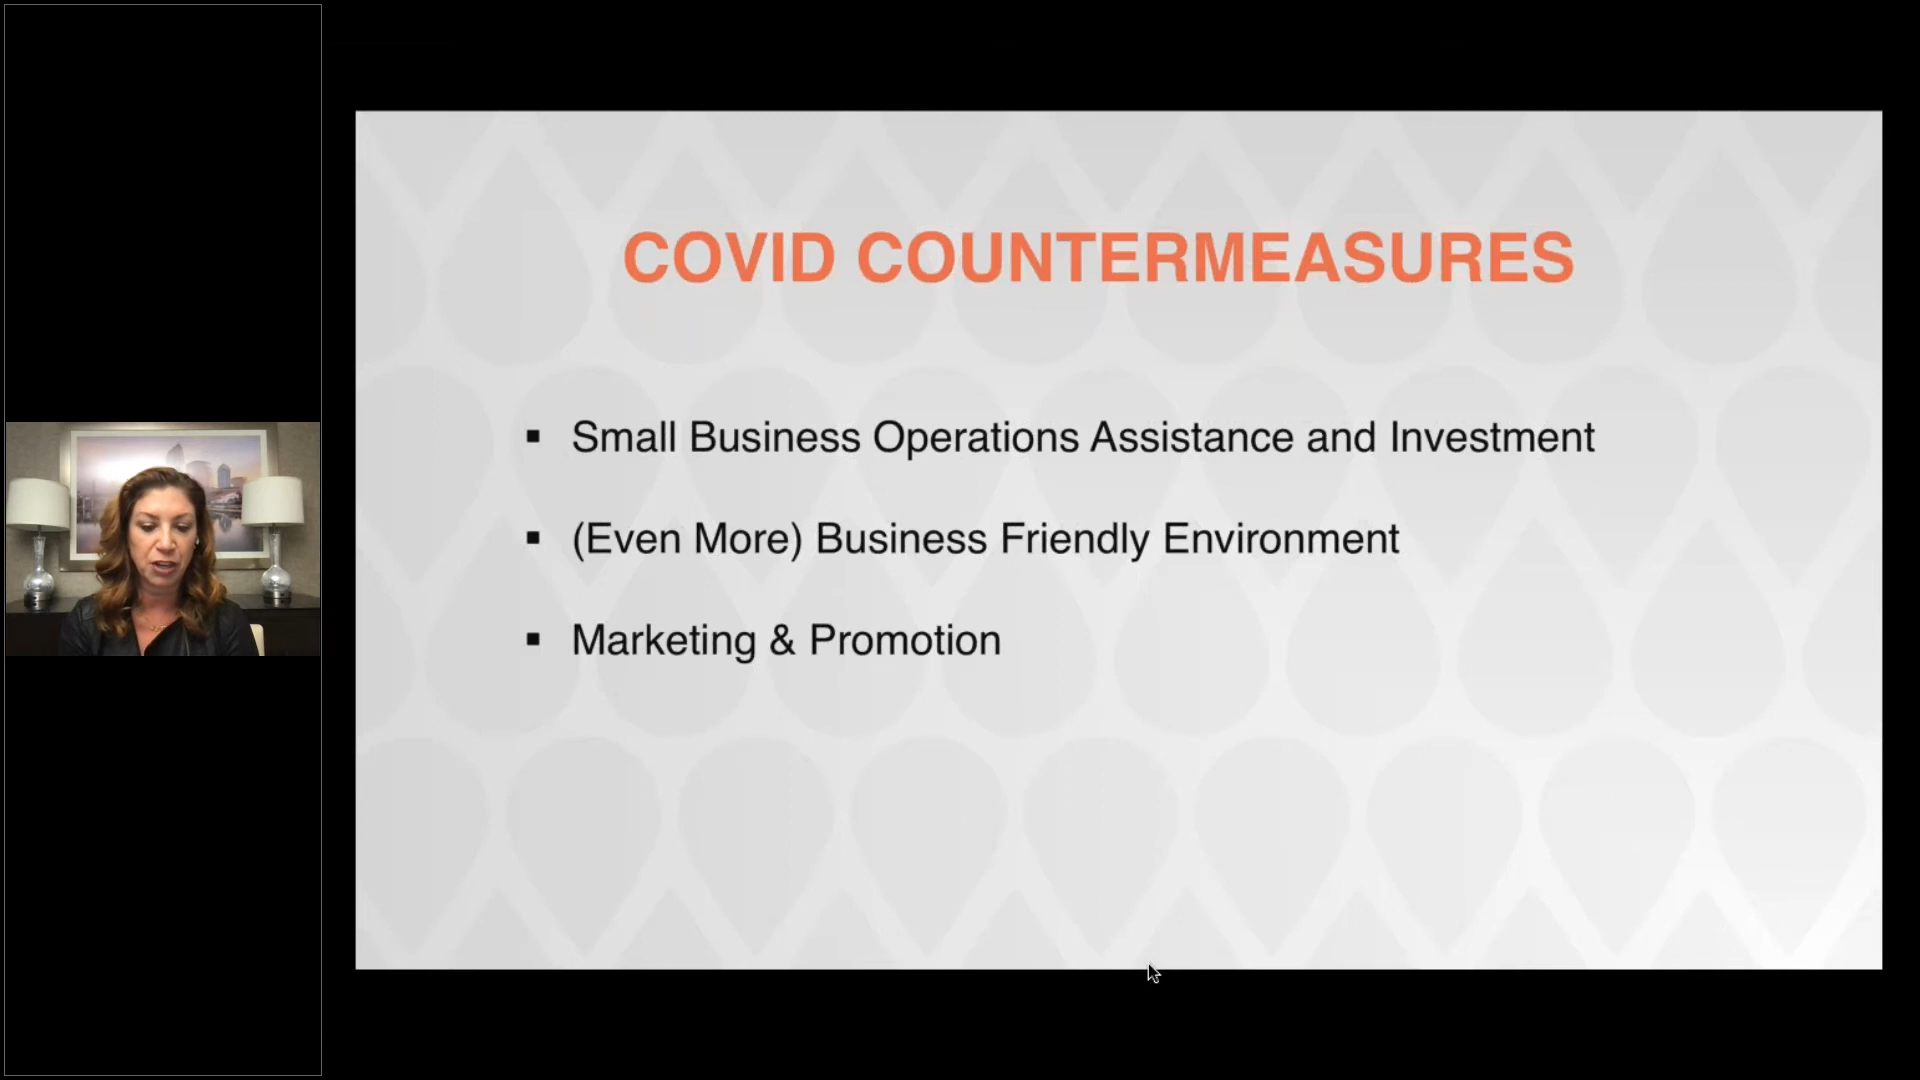 COVID COUNTERMEASURES
▪ Small Business Operations Assistance and Investment
▪ (Even More) Business Friendly Environment
▪ Marketing & Promotion